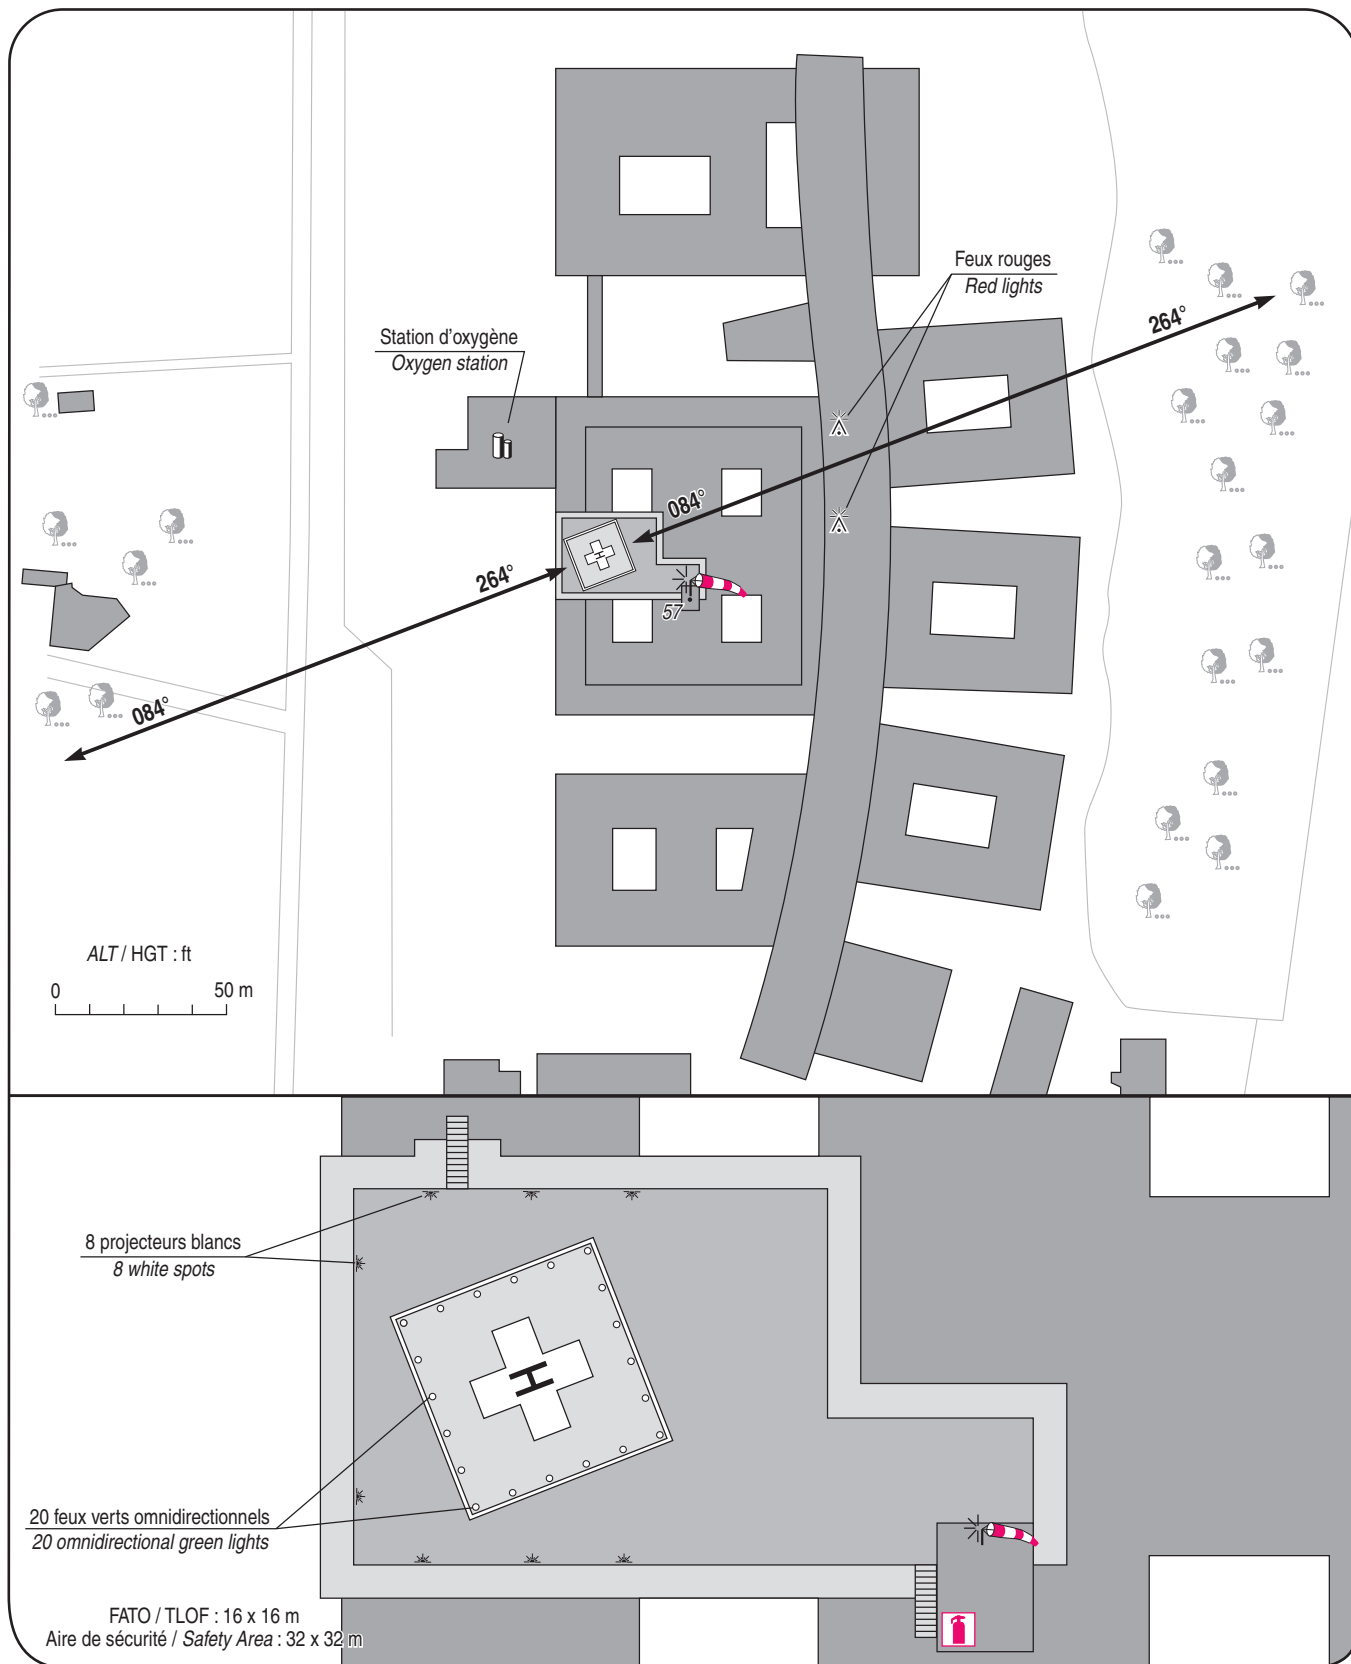 Feux rouges
Red lights
264°
Station d'oxygène
Oxygen station
084°
H
264°
57
084°
ALT / HGT : ft
0 50 m
8 projecteurs blancs
8 white spots
H
20 feux verts omnidirectionnels
20 omnidirectional green lights
FATO / TLOF : 16 x 16 m
Aire de sécurité / Safety Area : 32 x 32 m